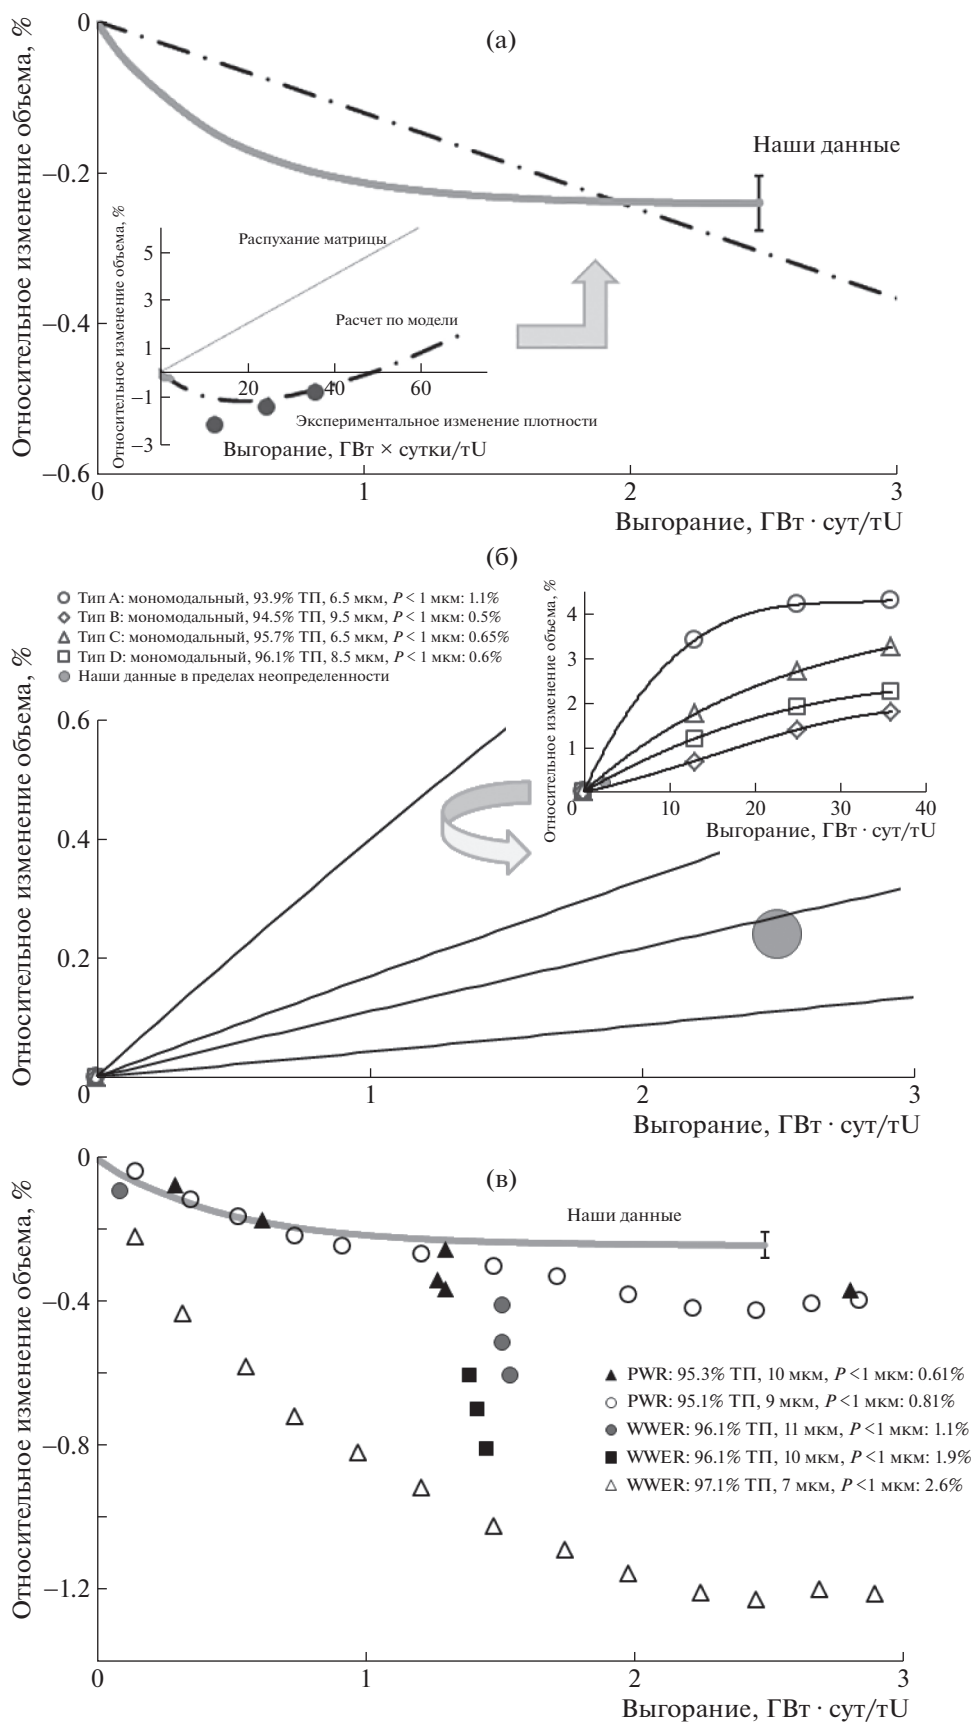 (а)
Относительное изменение объема, %
0
−0.2
−0.4
−0.6
Наши данные
Относительное изменение объема, %
5
3
1
−1
−3
Распухание матрицы
Расчет по модели
20
40
60
Экспериментальное изменение плотности
Выгорание, ГВт × сутки/тU
0
1
2
3
Выгорание, ГВт · сут/тU
(б)
Тип A: мономодальный, 93.9% ТП, 6.5 мкм, P < 1 мкм: 1.1%
Тип B: мономодальный, 94.5% ТП, 9.5 мкм, P < 1 мкм: 0.5%
Тип C: мономодальный, 95.7% ТП, 6.5 мкм, P < 1 мкм: 0.65%
Тип D: мономодальный, 96.1% ТП, 8.5 мкм, P < 1 мкм: 0.6%
Наши данные в пределах неопределенности
Относительное изменение объема, %
4
3
2
1
0
10
20
30
40
Выгорание, ГВт · сут/тU
Относительное изменение объема, %
0.6
0.4
0.2
0
1
2
3
Выгорание, ГВт · сут/тU
(в)
Относительное изменение объема, %
0
−0.4
−0.8
−1.2
Наши данные
PWR: 95.3% ТП, 10 мкм, P <1 мкм: 0.61%
PWR: 95.1% ТП, 9 мкм, P <1 мкм: 0.81%
WWER: 96.1% ТП, 11 мкм, P <1 мкм: 1.1%
WWER: 96.1% ТП, 10 мкм, P <1 мкм: 1.9%
WWER: 97.1% ТП, 7 мкм, P <1 мкм: 2.6%
0
1
2
3
Выгорание, ГВт · сут/тU